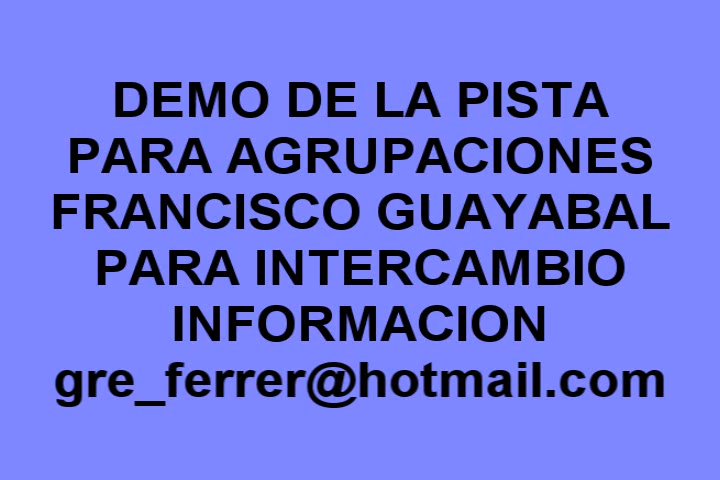 DEMO DE LA PISTA
PARA AGRUPACIONES
FRANCISCO GUAYABAL
PARA INTERCAMBIO
INFORMACION
gre_ferrer@hotmail.com